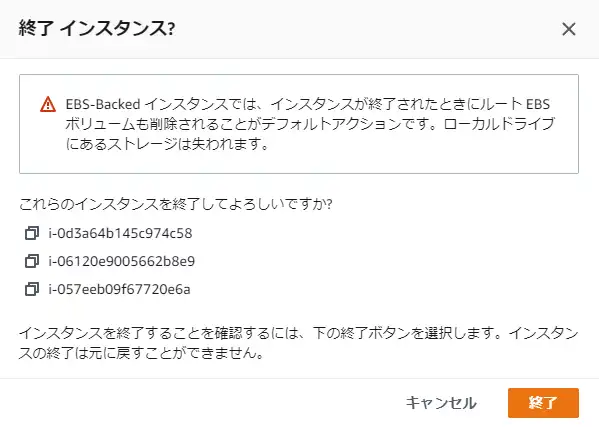 終了 インスタンス?
EBS-Backed インスタンスでは、インスタンスが終了されたときにルート EBS
ボリュームも削除されることがデフォルトアクションです。ローカルドライブ
にあるストレージは失われます。
これらのインスタンスを終了してよろしいですか?
i-0d3a64b145c974c58
i-06120e9005662b8e9
i-057eeb09f67720e6a
インスタンスを終了することを確認するには、下の終了ボタンを選択します。インスタン
スの終了は元に戻すことができません。
キャンセル 終了